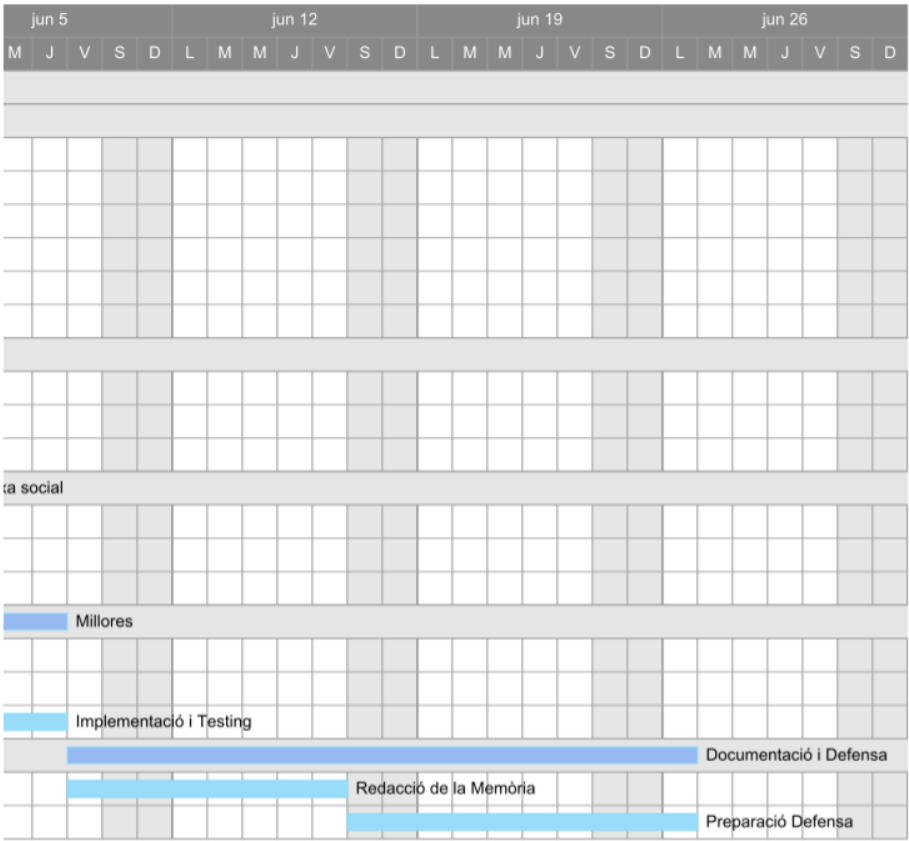 jun 5 jun 12 jun 19 jun 26
M J V S D L M M J V S D L M M J V S D L M M J V S D
xa social
Millores
Implementació i Testing
Documentació i Defensa
Redacció de la Memòria
Preparació Defensa